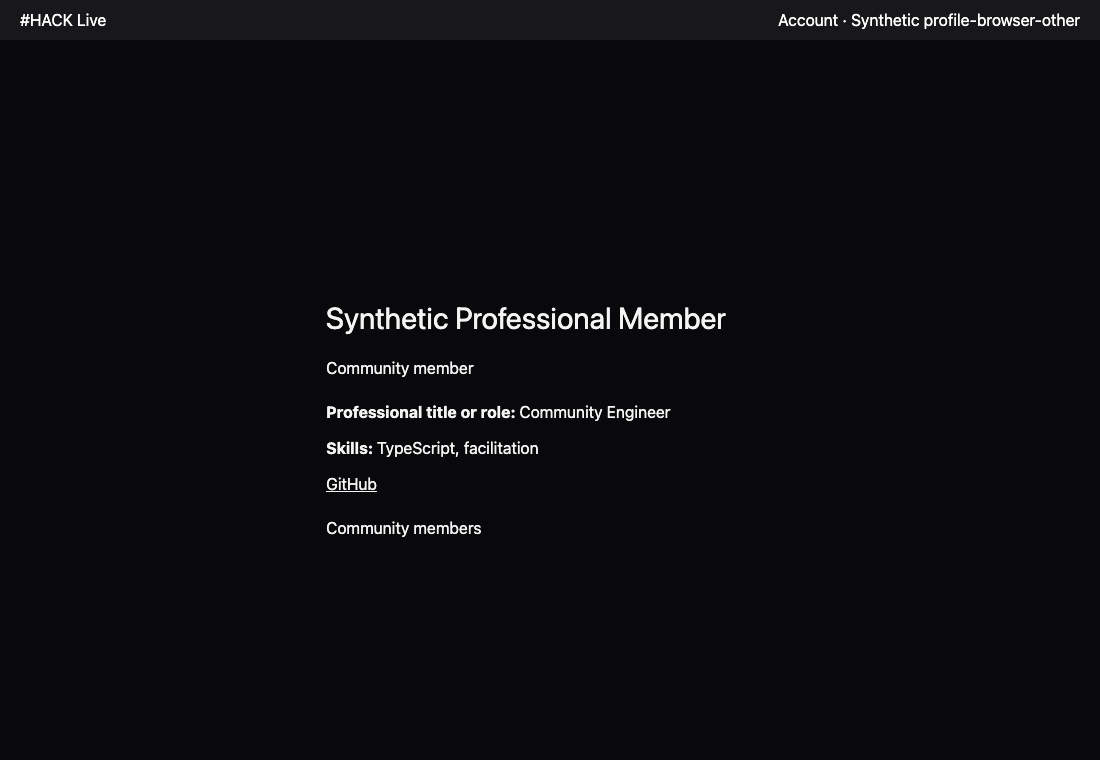 #HACK Live
Account · Synthetic profile-browser-other
Synthetic Professional Member
Community member
Professional title or role: Community Engineer
Skills: TypeScript, facilitation
GitHub
Community members